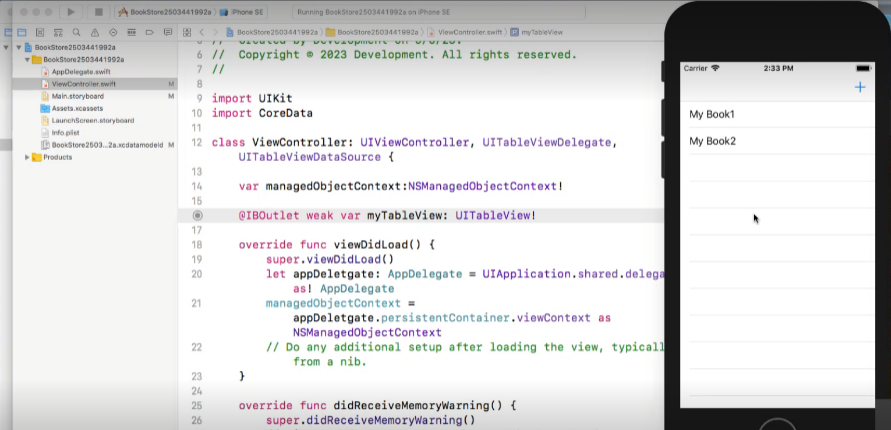 BookStore2503441992a
iPhone SE
Running BookStore2503441992a on iPhone SE
BookStore2503441992a
BookStore2503441992a
ViewController.swift
myTableView
BookStore2503441992a
BookStore2503441992a
AppDelegate.swift
ViewController.swift M
Main.storyboard M
Assets.xcassets
LaunchScreen.storyboard
Info.plist
BookStore2503...2a.xcdatamodeld M
Products
6 // Copyright © 2023 Development. All rights reserved.
7 //
8
9 import UIKit
10 import CoreData
11
12 class ViewController: UIViewController, UITableViewDelegate,
UITableViewDataSource {
13
14 var managedObjectContext:NSManagedObjectContext!
15
@IBOutlet weak var myTableView: UITableView!
17
18 override func viewDidLoad() {
19 super.viewDidLoad()
20 let appDeletgate: AppDelegate = UIApplication.shared.delega
as! AppDelegate
21 managedObjectContext =
appDeletgate.persistentContainer.viewContext as
NSManagedObjectContext
22 // Do any additional setup after loading the view, typicall
from a nib.
23 }
24
25 override func didReceiveMemoryWarning() {
26 super.didReceiveMemoryWarning()
Carrier 2:33 PM
+
My Book1
My Book2